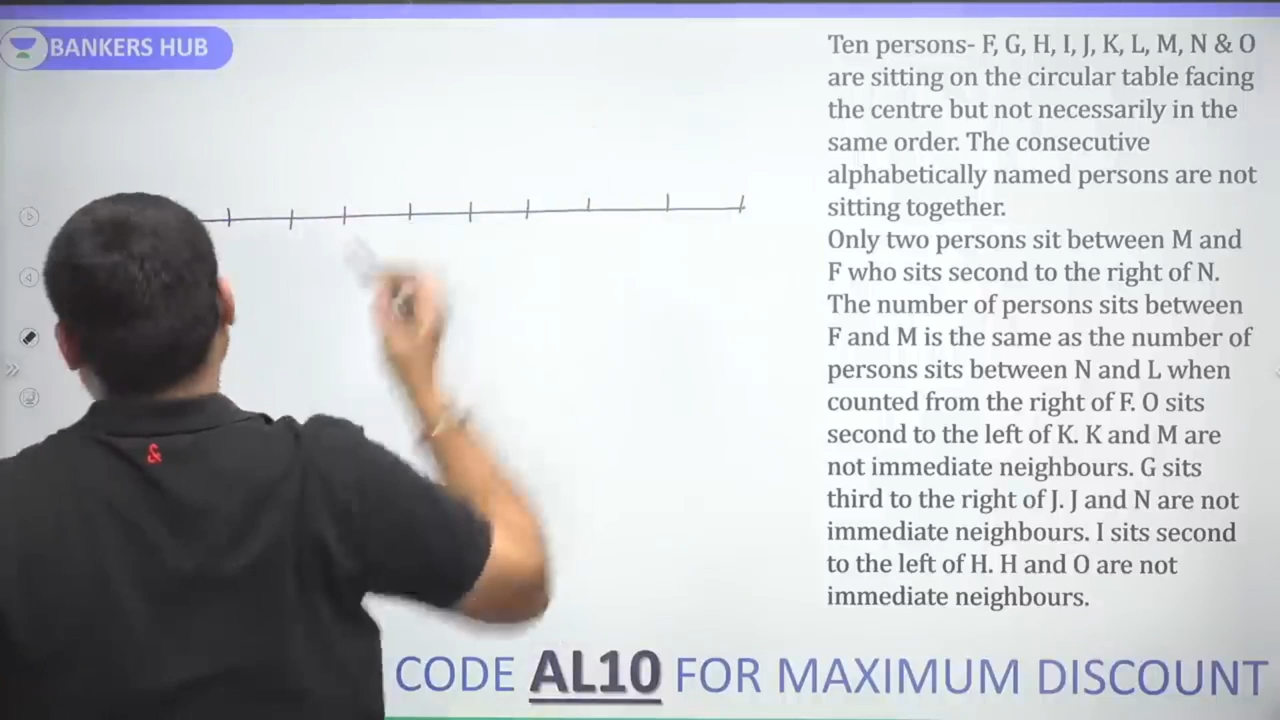 BANKERS HUB
Ten persons- F, G, H, I, J, K, L, M, N & O
are sitting on the circular table facing
the centre but not necessarily in the
same order. The consecutive
alphabetically named persons are not
sitting together.
Only two persons sit between M and
F who sits second to the right of N.
The number of persons sits between
F and M is the same as the number of
persons sits between N and L when
counted from the right of F. O sits
second to the left of K. K and M are
not immediate neighbours. G sits
third to the right of J. J and N are not
immediate neighbours. I sits second
to the left of H. H and O are not
immediate neighbours.
&
CODE AL10 FOR MAXIMUM DISCOUNT